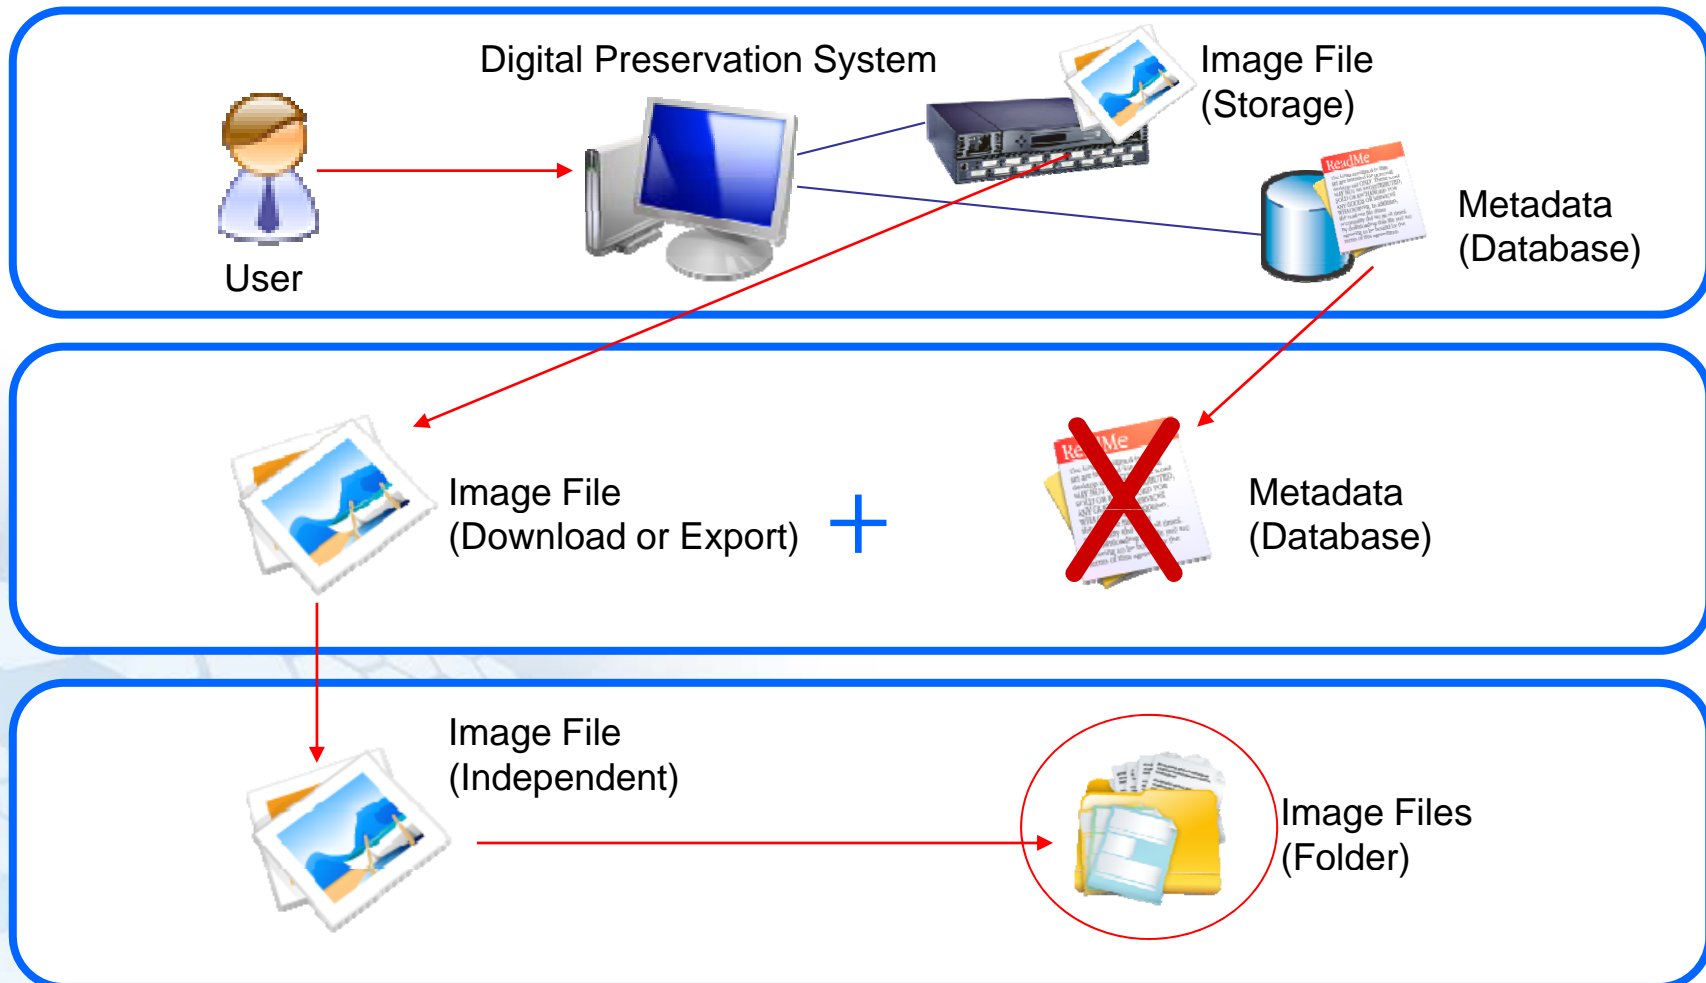 Digital Preservation System
Image File
(Storage)
ReadMe
Metadata
(Database)
User
Image File
(Download or Export)
+
Metadata
(Database)
Image File
(Independent)
Image Files
(Folder)